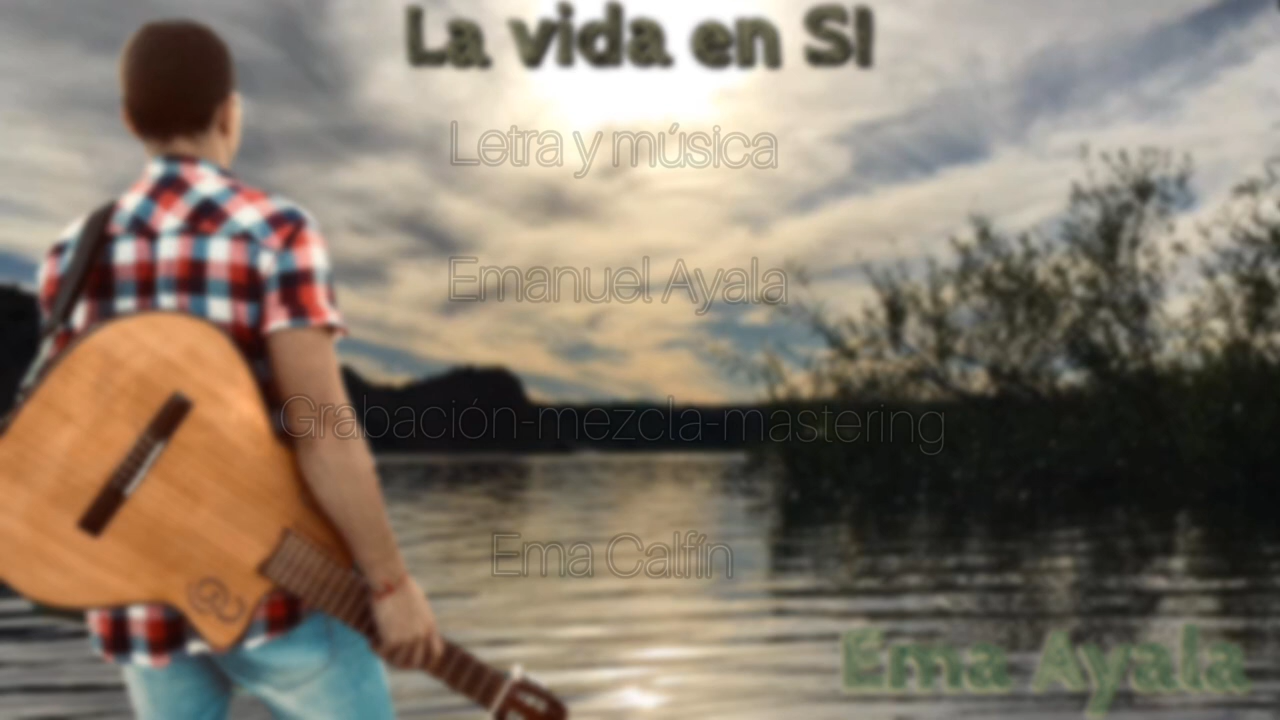 La vida en SI
Letra y música
Emanuel Ayala
Grabación-mezcla-mastering
Ema Calfín
Ema Ayala